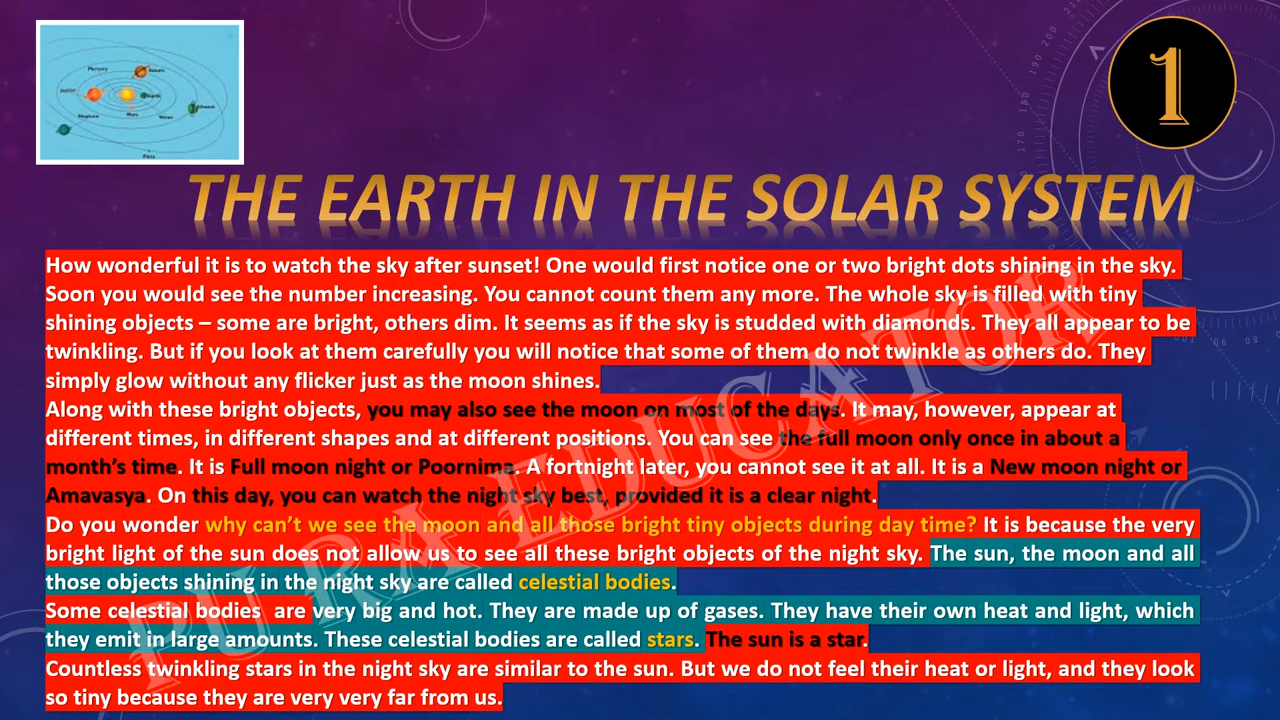 Mercury
Saturn
Jupiter
Earth
Neptune
Mars
Venus
1
THE EARTH IN THE SOLAR SYSTEM
How wonderful it is to watch the sky after sunset! One would first notice one or two bright dots shining in the sky.
Soon you would see the number increasing. You cannot count them any more. The whole sky is filled with tiny
shining objects – some are bright, others dim. It seems as if the sky is studded with diamonds. They all appear to be
twinkling. But if you look at them carefully you will notice that some of them do not twinkle as others do. They
simply glow without any flicker just as the moon shines.
Along with these bright objects, you may also see the moon on most of the days. It may, however, appear at
different times, in different shapes and at different positions. You can see the full moon only once in about a
month’s time. It is Full moon night or Poornima. A fortnight later, you cannot see it at all. It is a New moon night or
Amavasya. On this day, you can watch the night sky best, provided it is a clear night.
Do you wonder why can’t we see the moon and all those bright tiny objects during day time? It is because the very
bright light of the sun does not allow us to see all these bright objects of the night sky. The sun, the moon and all
those objects shining in the night sky are called celestial bodies.
Some celestial bodies are very big and hot. They are made up of gases. They have their own heat and light, which
they emit in large amounts. These celestial bodies are called stars. The sun is a star.
Countless twinkling stars in the night sky are similar to the sun. But we do not feel their heat or light, and they look
so tiny because they are very very far from us.
EDUCATOR